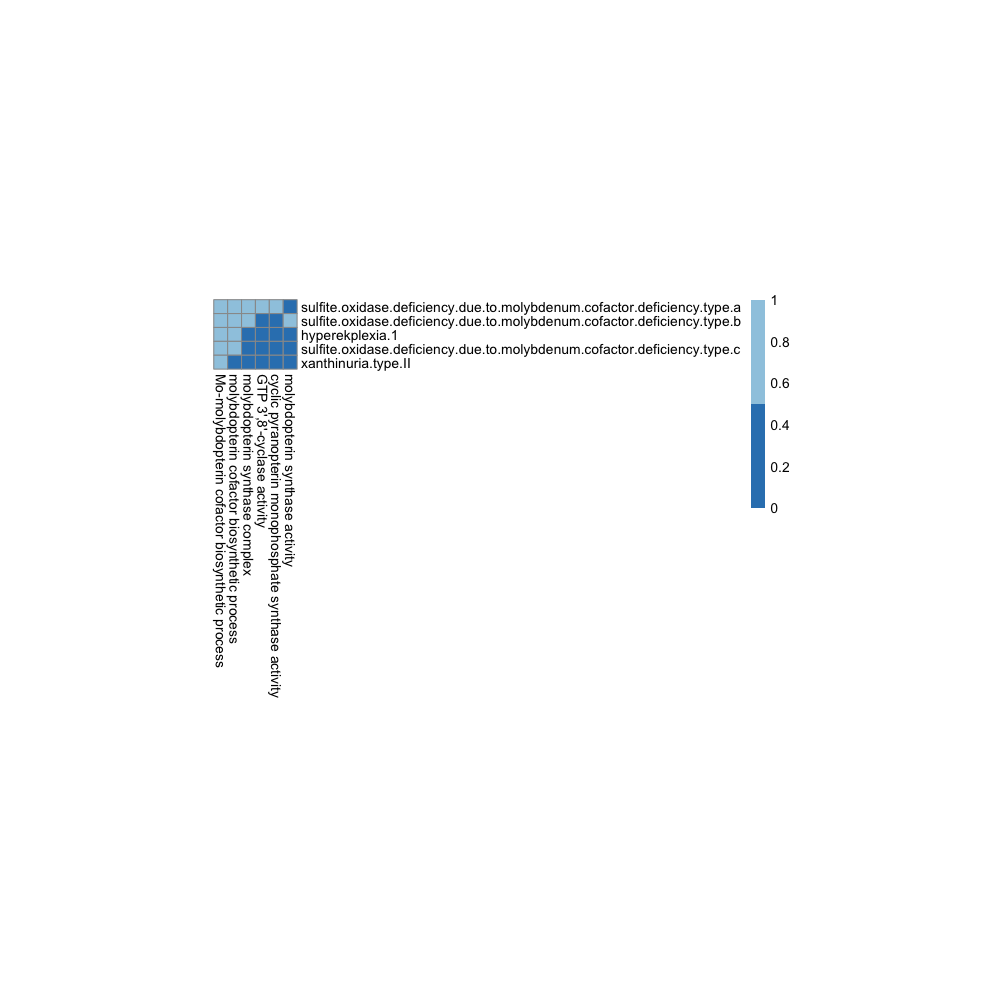 sulfite.oxidase.deficiency.due.to.molybdenum.cofactor.deficiency.type.a
sulfite.oxidase.deficiency.due.to.molybdenum.cofactor.deficiency.type.b
hyperekplexia.1
sulfite.oxidase.deficiency.due.to.molybdenum.cofactor.deficiency.type.c
xanthinuria.type.II
Mo-molybdopterin cofactor biosynthetic process
molybdopterin cofactor biosynthetic process
molybdopterin synthase complex
GTP 3',8'-cyclase activity
cyclic pyranopterin monophosphate synthase activity
molybdopterin synthase activity
1
0.8
0.6
0.4
0.2
0